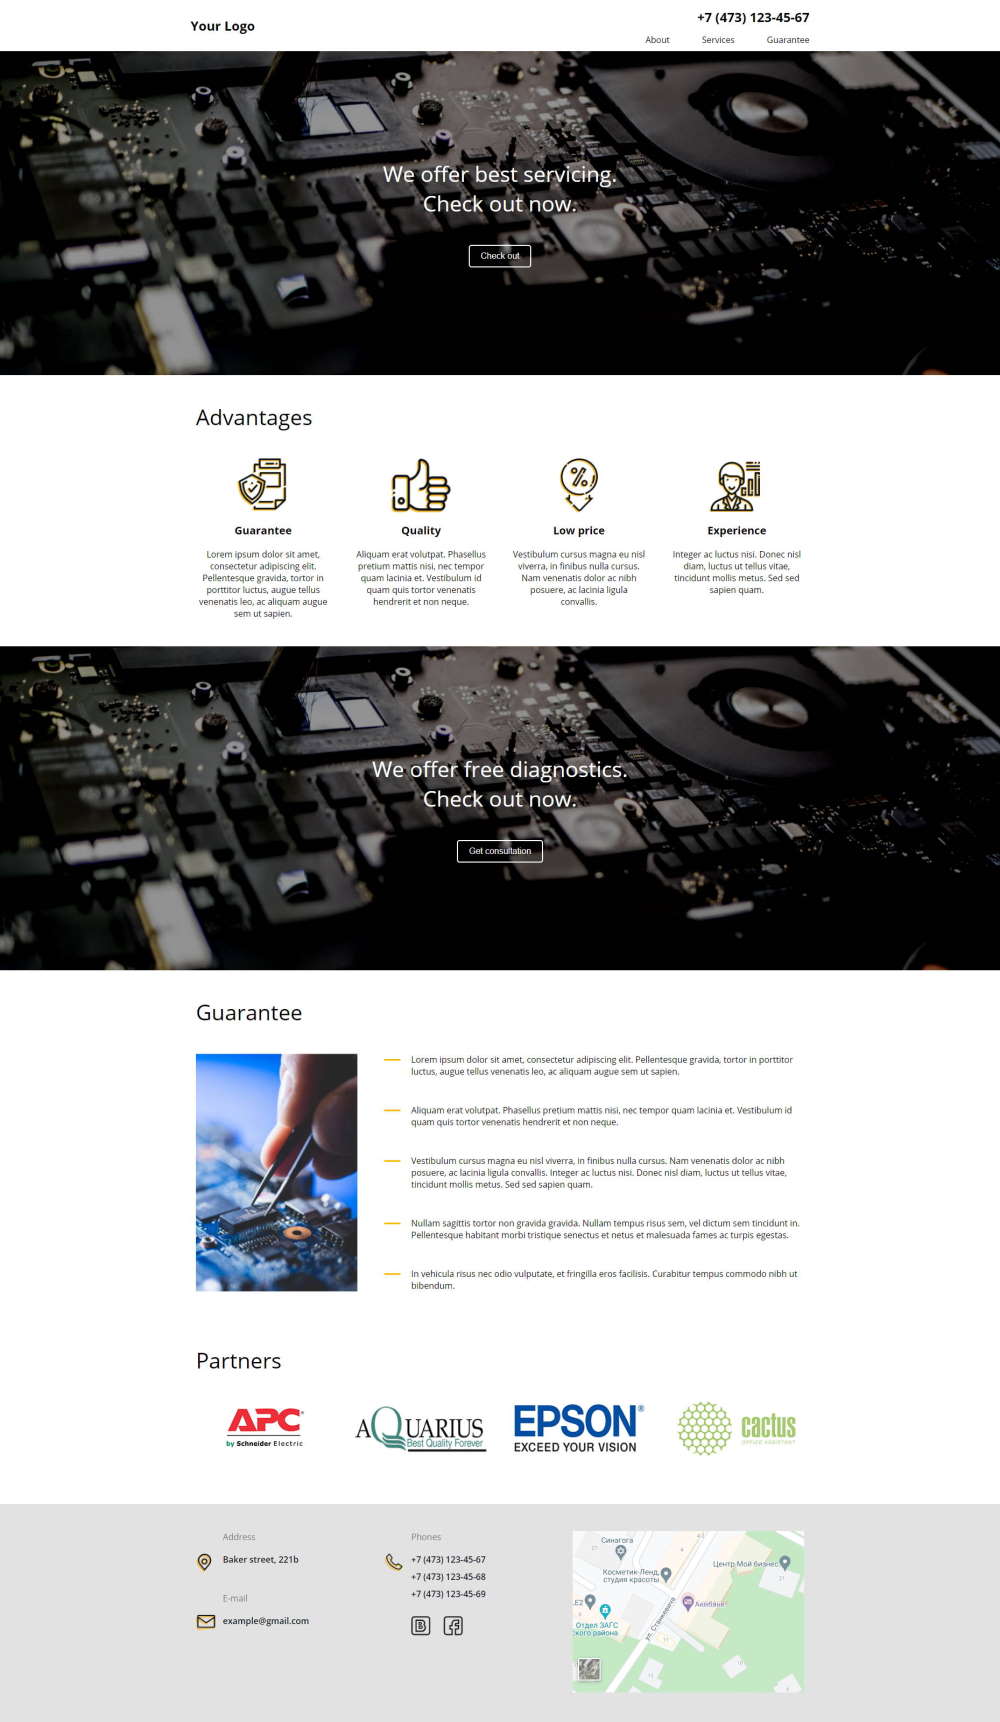 Your Logo
+7 (473) 123-45-67
About Services Guarantee
We offer best servicing.
Check out now.
Check out
Advantages
Guarantee
Lorem ipsum dolor sit amet,
consectetur adipiscing elit.
Pellentesque gravida, tortor in
porttitor luctus, augue tellus
venenatis leo, ac aliquam augue
sem ut sapien.
Quality
Aliquam erat volutpat. Phasellus
pretium mattis nisi, nec tempor
quam lacinia et. Vestibulum id
quam quis tortor venenatis
hendrerit et non neque.
Low price
Vestibulum cursus magna eu nisl
viverra, in finibus nulla cursus.
Nam venenatis dolor ac nibh
posuere, ac lacinia ligula
convallis.
Experience
Integer ac luctus nisi. Donec nisl
diam, luctus ut tellus vitae,
tincidunt mollis metus. Sed sed
sapien quam.
We offer free diagnostics.
Check out now.
Get consultation
Guarantee
Lorem ipsum dolor sit amet, consectetur adipiscing elit. Pellentesque gravida, tortor in porttitor
luctus, augue tellus venenatis leo, ac aliquam augue sem ut sapien.
Aliquam erat volutpat. Phasellus pretium mattis nisi, nec tempor quam lacinia et. Vestibulum id
quam quis tortor venenatis hendrerit et non neque.
Vestibulum cursus magna eu nisl viverra, in finibus nulla cursus. Nam venenatis dolor ac nibh
posuere, ac lacinia ligula convallis. Integer ac luctus nisi. Donec nisl diam, luctus ut tellus vitae,
tincidunt mollis metus. Sed sed sapien quam.
Nullam sagittis tortor non gravida gravida. Nullam tempus risus sem, vel dictum sem tincidunt in.
Pellentesque habitant morbi tristique senectus et netus et malesuada fames ac turpis egestas.
In vehicula risus nec odio vulputate, et fringilla eros facilisis. Curabitur tempus commodo nibh ut
bibendum.
Partners
APC
by Schneider Electric
AQUARIUS
Best Quality Forever
EPSON®
EXCEED YOUR VISION
cactus
OFFICE ASSISTANT
Address
Baker street, 221b
E-mail
example@gmail.com
Phones
+7 (473) 123-45-67
+7 (473) 123-45-68
+7 (473) 123-45-69
Синагога
Центр Мой бизнес
Косметик-Ленд,
студия красоты
21
LE2
Отдел ЗАГС
ского района
ул. Станкевича